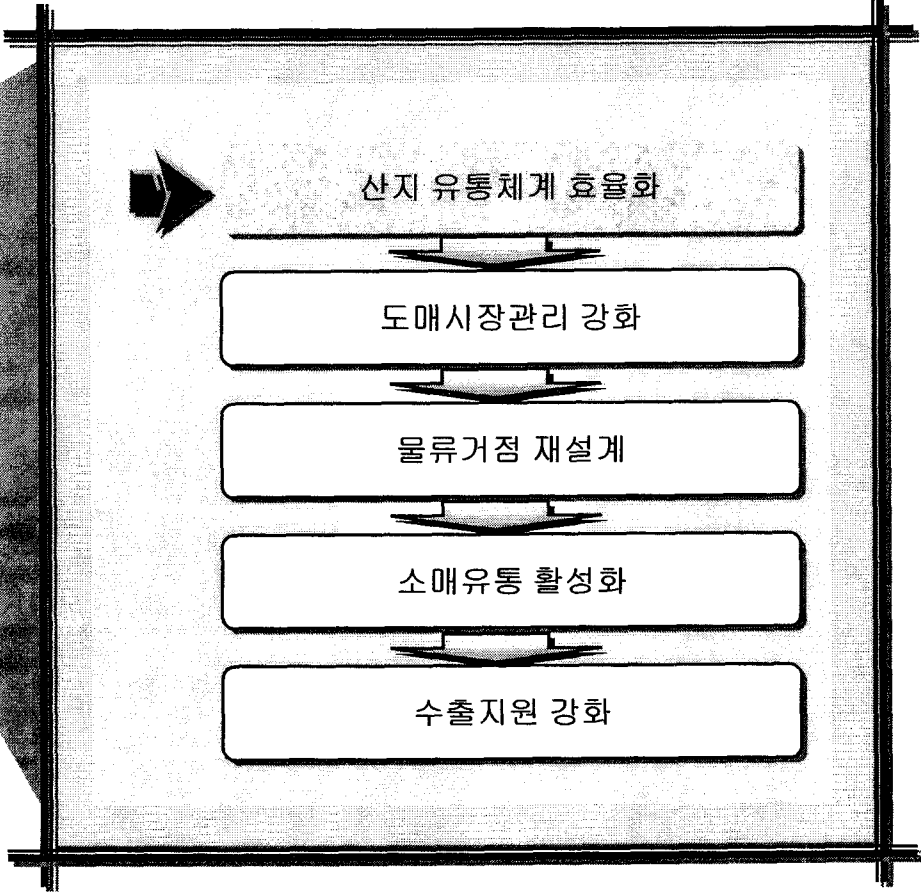 산지 유통체계 효율화
도매시장관리 강화
물류거점 재설계
소매유통 활성화
수출지원 강화